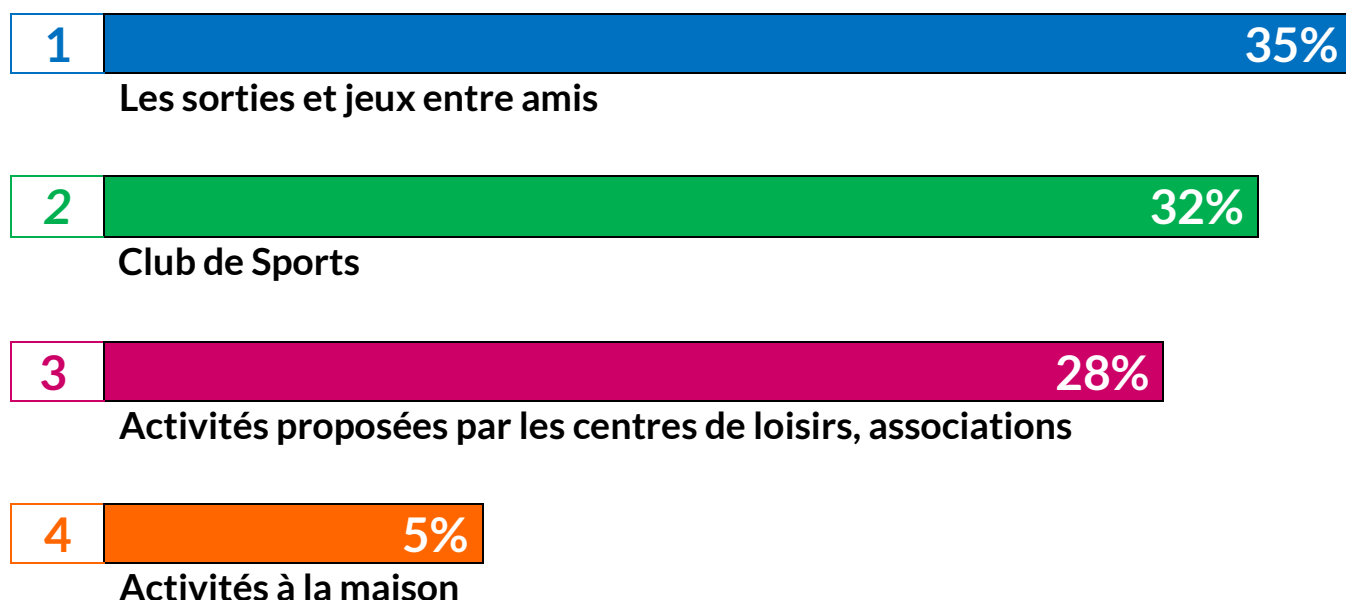 1 35%
Les sorties et jeux entre amis
2 32%
Club de Sports
3 28%
Activités proposées par les centres de loisirs, associations
4 5%
Activités à la maison